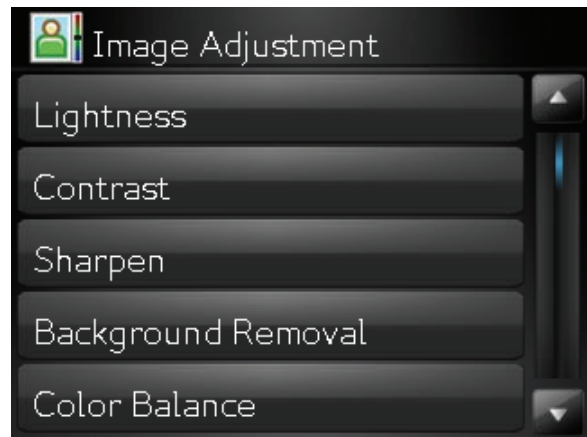 Image Adjustment
Lightness
Contrast
Sharpen
Background Removal
Color Balance